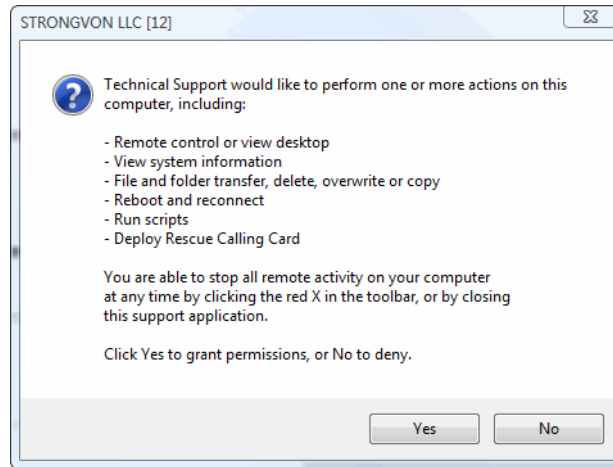 STRONGVON LLC [12]
Technical Support would like to perform one or more actions on this
computer, including:
- Remote control or view desktop
- View system information
- File and folder transfer, delete, overwrite or copy
- Reboot and reconnect
- Run scripts
- Deploy Rescue Calling Card
You are able to stop all remote activity on your computer
at any time by clicking the red X in the toolbar, or by closing
this support application.
Click Yes to grant permissions, or No to deny.
Yes No